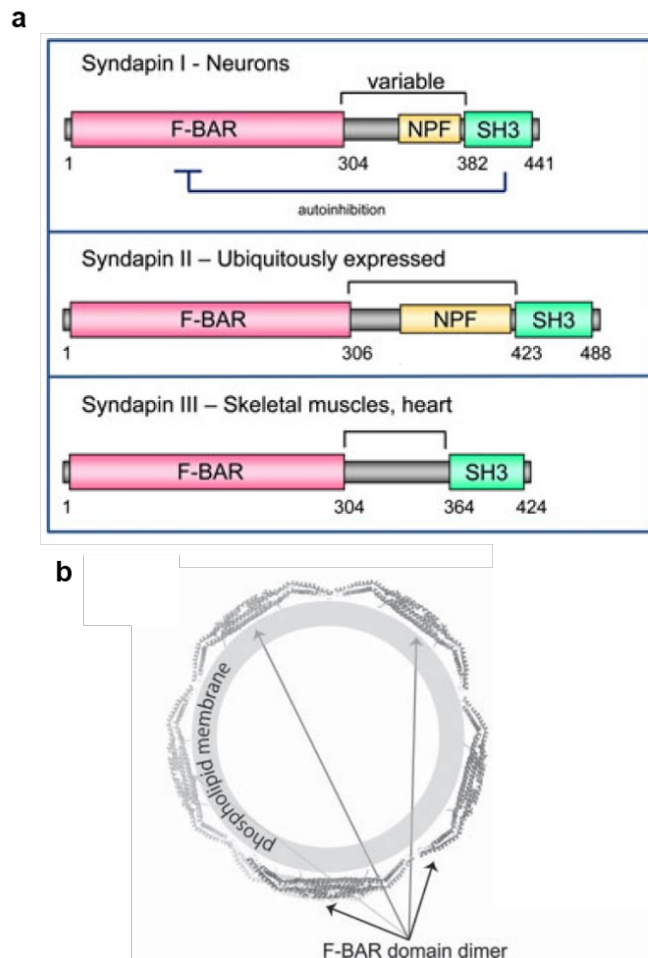 a
Syndapin I - Neurons
variable
F-BAR NPF SH3
1 304 382 441
autoinhibition
Syndapin II – Ubiquitously expressed
F-BAR NPF SH3
1 306 423 488
Syndapin III – Skeletal muscles, heart
F-BAR SH3
1 304 364 424
b
phospholipid membrane
F-BAR domain dimer